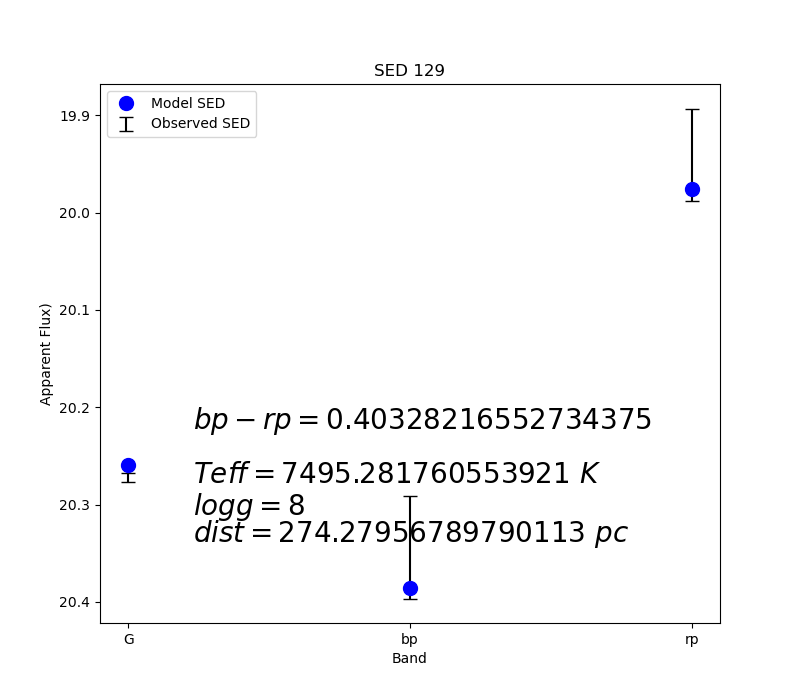 SED 129
Model SED
Observed SED
19.9
20.0
20.1
20.2
20.3
20.4
Apparent Flux)
bp − rp = 0.40328216552734375
Teff = 7495.281760553921 K
logg = 8
dist = 274.27956789790113 pc
G
bp
rp
Band